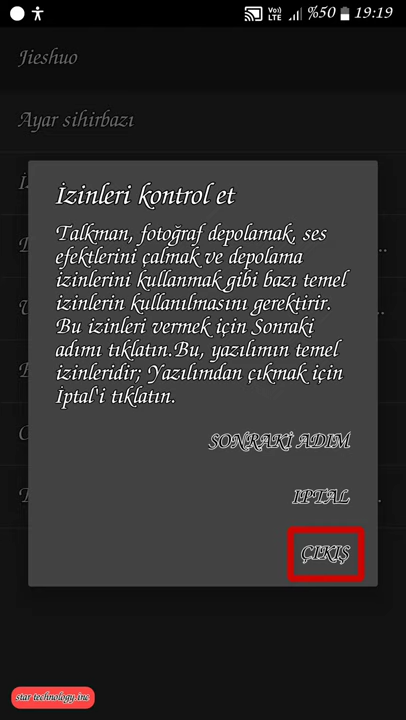 %50 19:19
Jieshuo
Ayar sihirbazı
İzinleri kontrol et
Talkman, fotoğraf depolamak, ses
efektlerini çalmak ve depolama
izinlerini kullanmak gibi bazı temel
izinlerin kullanılmasını gerektirir.
Bu izinleri vermek için Sonraki
adımı tıklatın.Bu, yazılımın temel
izinleridir; Yazılımdan çıkmak için
İptal'i tıklatın.
SONRAKİ ADIM
IPTAL
ÇIKIŞ
star technology inc